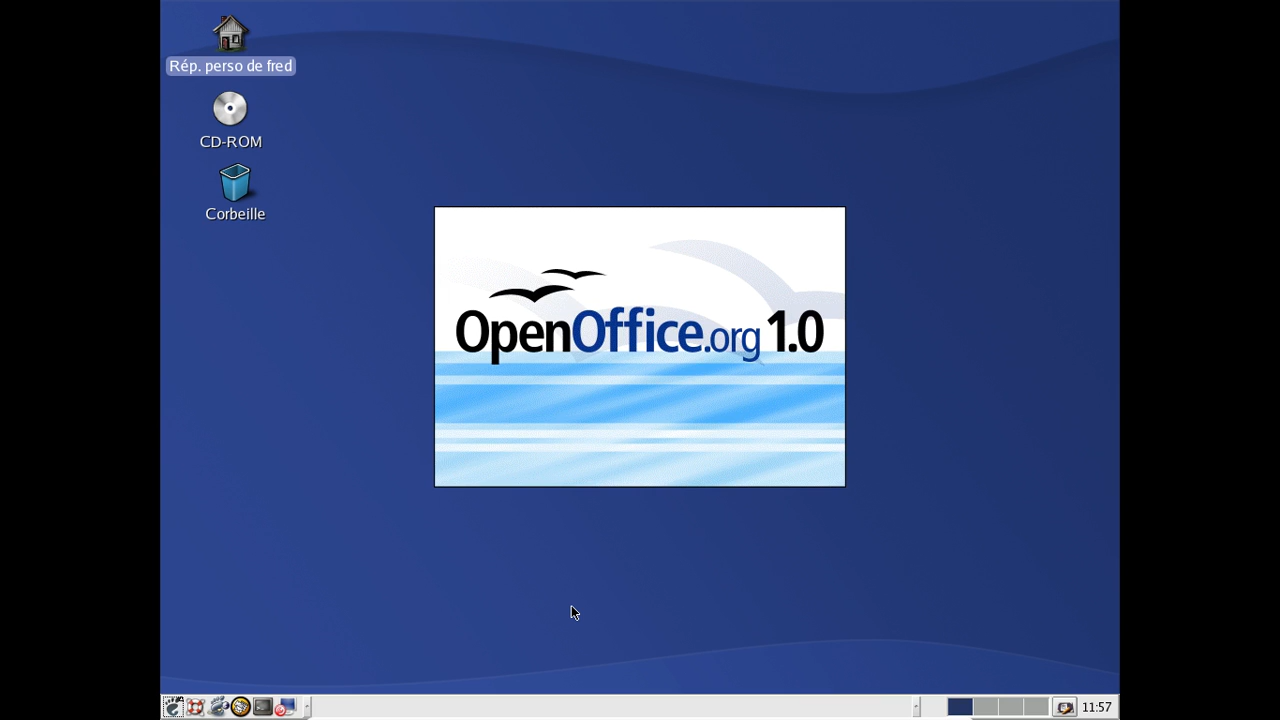 Rép. perso de fred
CD-ROM
Corbeille
OpenOffice.org 1.0
11:57